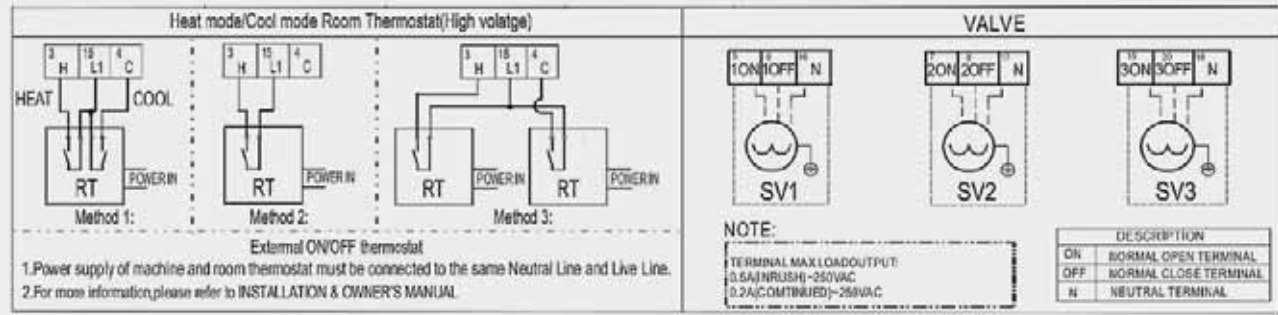 Heat mode/Cool mode Room Thermostat(High volatge)
3 15 4
H L1 C
HEAT COOL
RT
POWER IN
Method 1:
3 15 4
H L1 C
RT
POWER IN
Method 2:
3 15 4
H L1 C
RT
POWER IN
RT
POWER IN
Method 3:
External ON/OFF thermostat
1.Power supply of machine and room thermostat must be connected to the same Neutral Line and Live Line.
2.For more information,please refer to INSTALLATION & OWNER'S MANUAL
VALVE
1ON 1OFF N
SV1
2ON 2OFF N
SV2
3ON 3OFF N
SV3
NOTE:
TERMINAL MAX LOADOUTPUT:
0.5A(INRUSH)~250VAC
0.2A(COMTINUED)~250VAC
DESCRIPTION
ON NORMAL OPEN TERMINAL
OFF NORMAL CLOSE TERMINAL
N NEUTRAL TERMINAL